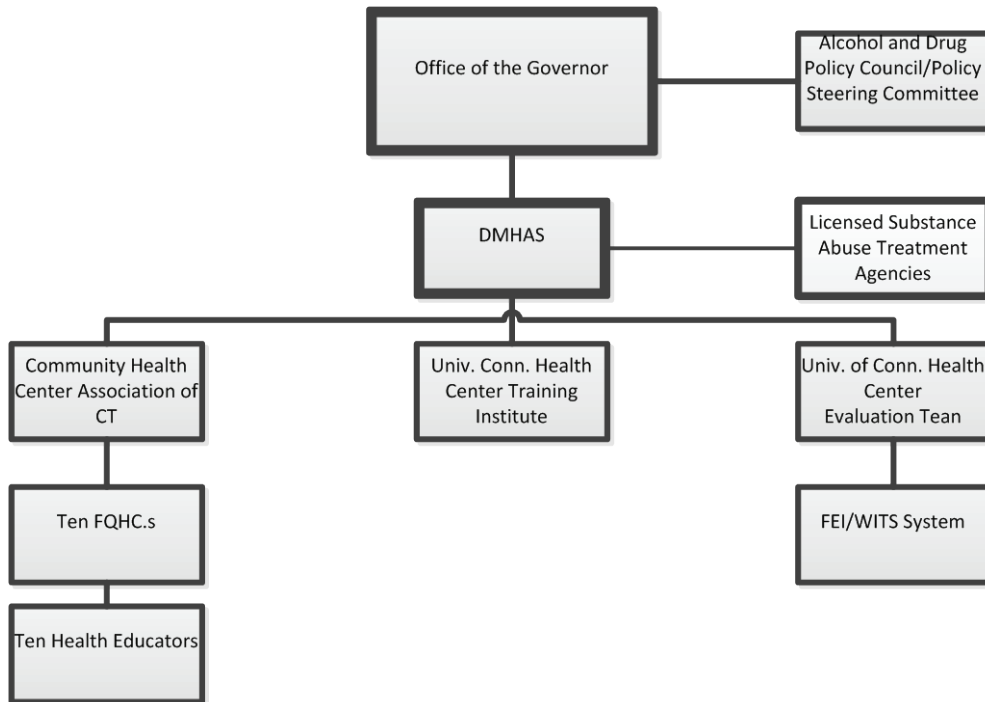 Office of the Governor
Alcohol and Drug
Policy Council/Policy
Steering Committee
DMHAS
Licensed Substance
Abuse Treatment
Agencies
Community Health
Center Association of
CT
Univ. Conn. Health
Center Training
Institute
Univ. of Conn. Health
Center
Evaluation Tean
Ten FQHC.s
FEI/WITS System
Ten Health Educators